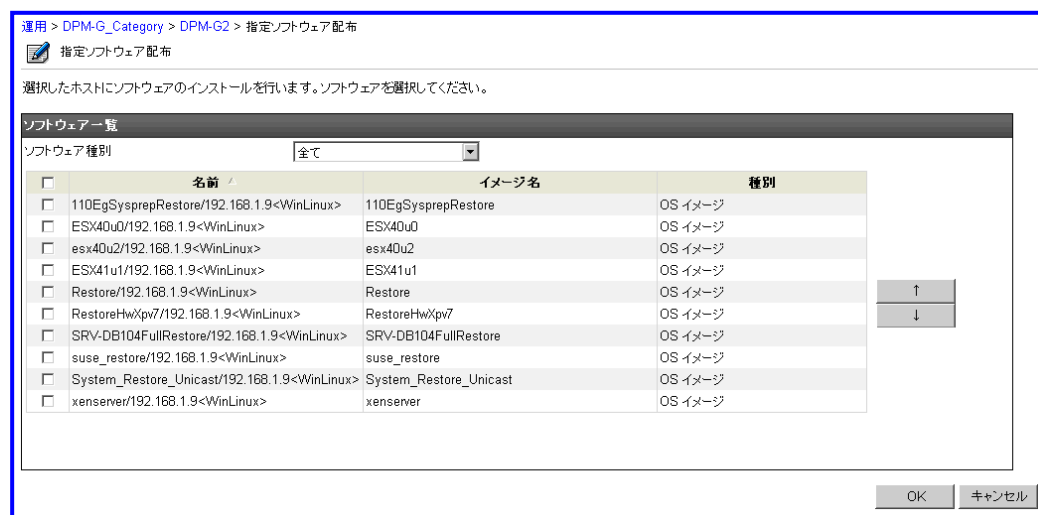 運用 > DPM-G_Category > DPM-G2 > 指定ソフトウェア配布
指定ソフトウェア配布
選択したホストにソフトウェアのインストールを行います。ソフトウェアを選択してください。
ソフトウェア一覧
ソフトウェア種別 全て
名前 イメージ名 種別
110EgSysprepRestore/192.168.1.9<WinLinux> 110EgSysprepRestore OS イメージ
ESX40u0/192.168.1.9<WinLinux> ESX40u0 OS イメージ
esx40u2/192.168.1.9<WinLinux> esx40u2 OS イメージ
ESX41u1/192.168.1.9<WinLinux> ESX41u1 OS イメージ
Restore/192.168.1.9<WinLinux> Restore OS イメージ
↑
RestoreHwXpv7/192.168.1.9<WinLinux> RestoreHwXpv7 OS イメージ
↓
SRV-DB104FullRestore/192.168.1.9<WinLinux> SRV-DB104FullRestore OS イメージ
suse_restore/192.168.1.9<WinLinux> suse_restore OS イメージ
System_Restore_Unicast/192.168.1.9<WinLinux> System_Restore_Unicast OS イメージ
xenserver/192.168.1.9<WinLinux> xenserver OS イメージ
OK キャンセル